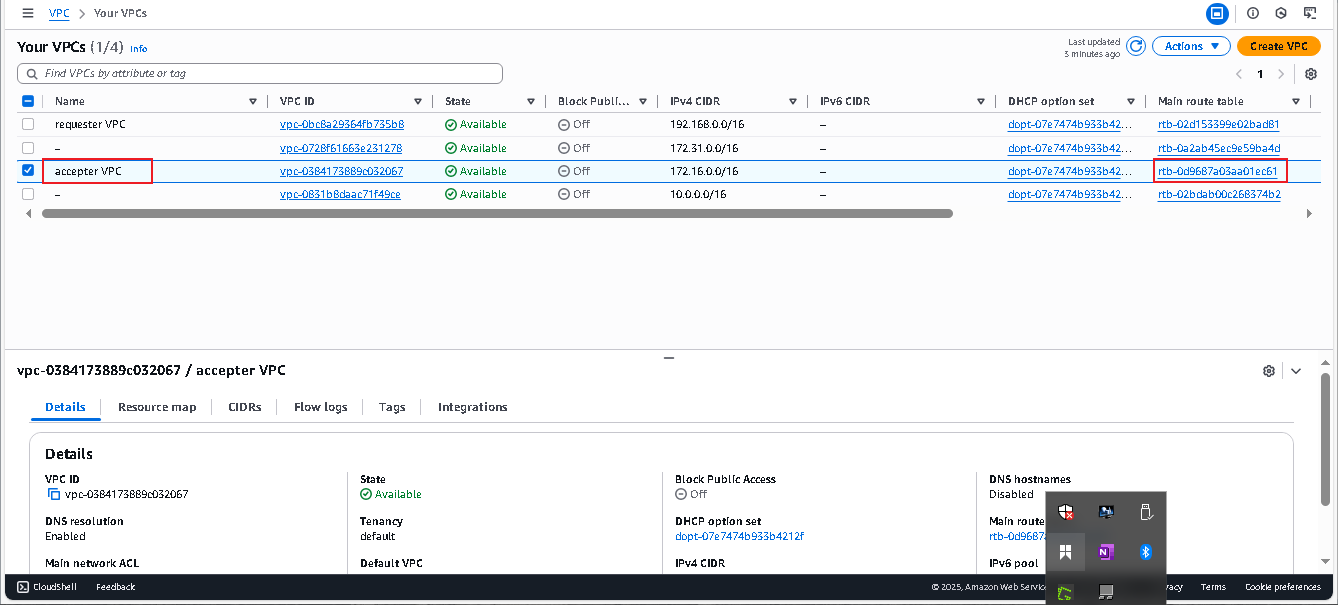 VPC > Your VPCs
Your VPCs (1/4) Info
Last updated
3 minutes ago
Actions
Create VPC
Find VPCs by attribute or tag
1
Name VPC ID State Block Publi... IPv4 CIDR IPv6 CIDR DHCP option set Main route table
requester VPC vpc-0bc8a29364fb735b8 Available Off 192.168.0.0/16 – dopt-07e7474b933b42... rtb-02d153399e02bad81
– vpc-0728f61663e231278 Available Off 172.31.0.0/16 – dopt-07e7474b933b42... rtb-0a2ab45ec9e59ba4d
accepter VPC vpc-0384173889c032067 Available Off 172.16.0.0/16 – dopt-07e7474b933b42... rtb-0d9687a03aa01ec61
– vpc-0831b8daac71f49ce Available Off 10.0.0.0/16 – dopt-07e7474b933b42... rtb-02bdab00c268374b2
vpc-0384173889c032067 / accepter VPC
Details Resource map CIDRs Flow logs Tags Integrations
Details
VPC ID State Block Public Access DNS hostnames
vpc-0384173889c032067 Available Off Disabled
DNS resolution Tenancy DHCP option set Main route
Enabled default dopt-07e7474b933b4212f rtb-0d9687
Main network ACL Default VPC IPv4 CIDR IPv6 pool
CloudShell Feedback © 2025, Amazon Web Service vacy Terms Cookie preferences